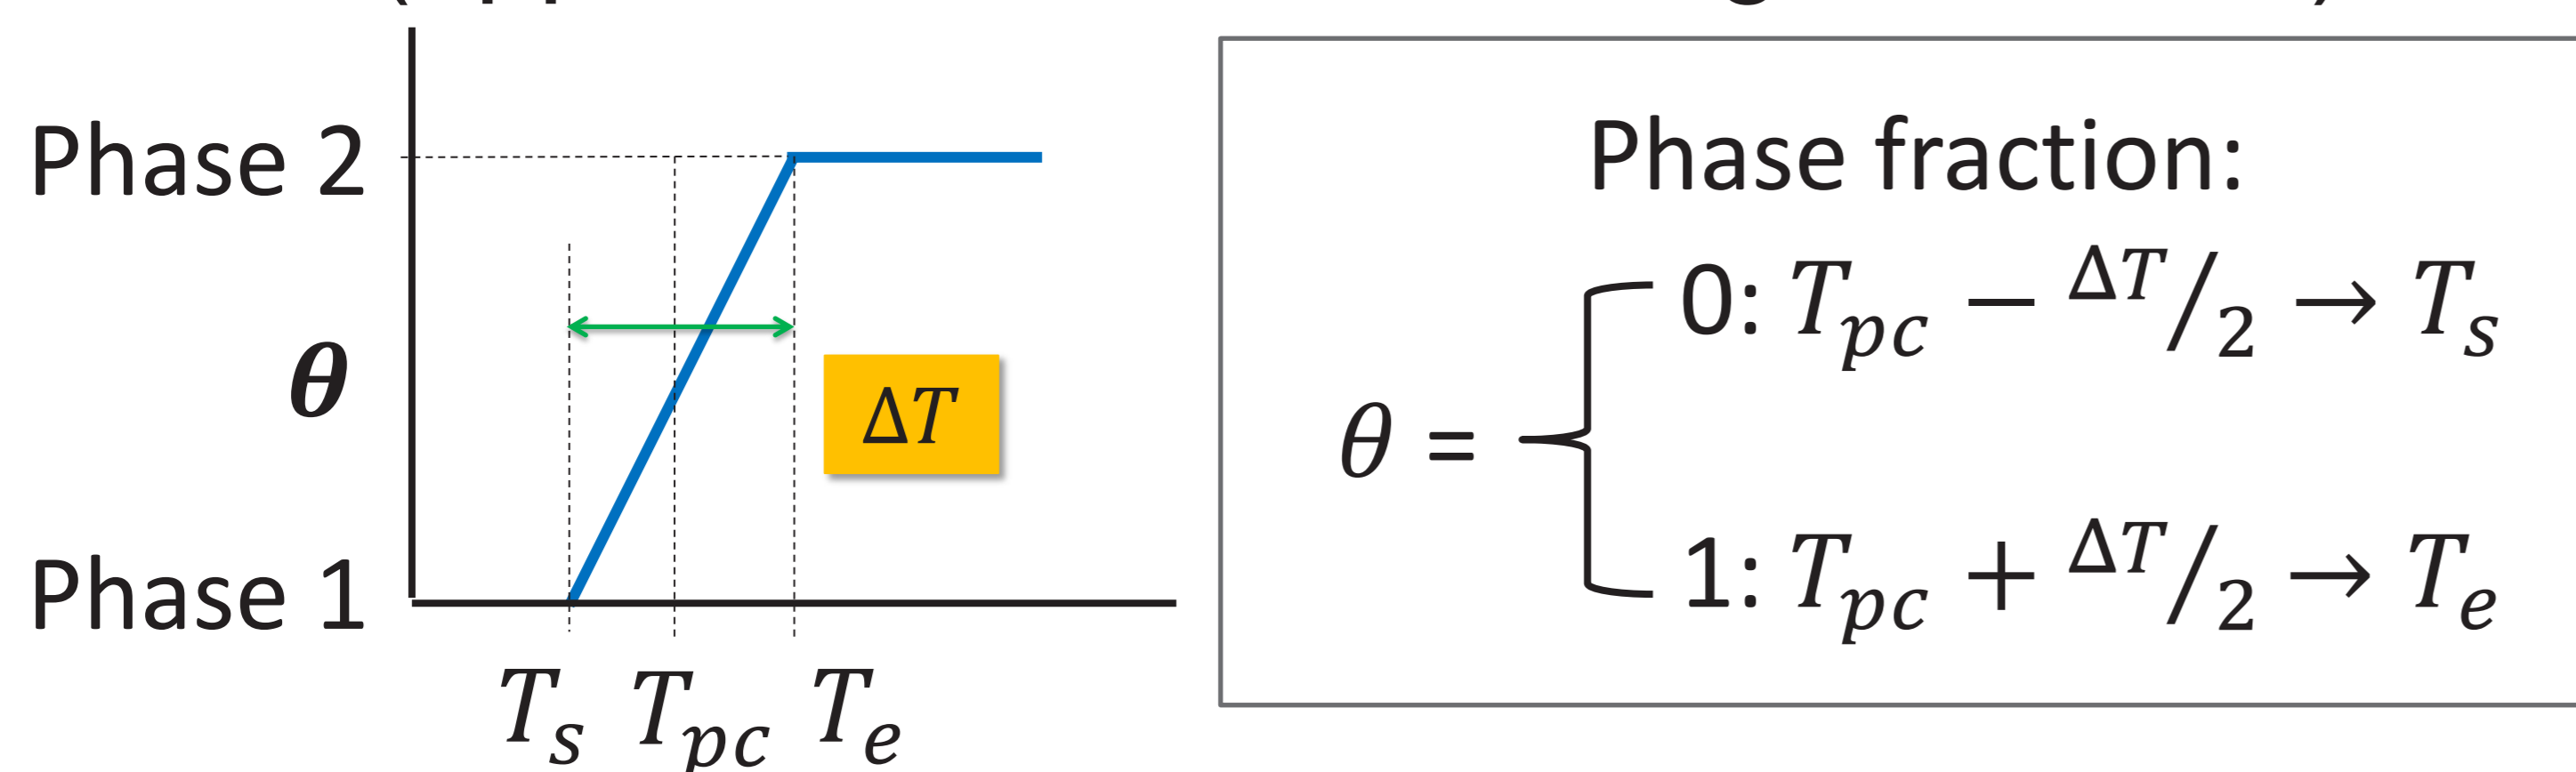 Phase 2
θ
Phase 1
ΔT
T_s T_pc T_e
Phase fraction:
θ =
0: T_pc − ΔT/2 → T_s
1: T_pc + ΔT/2 → T_e